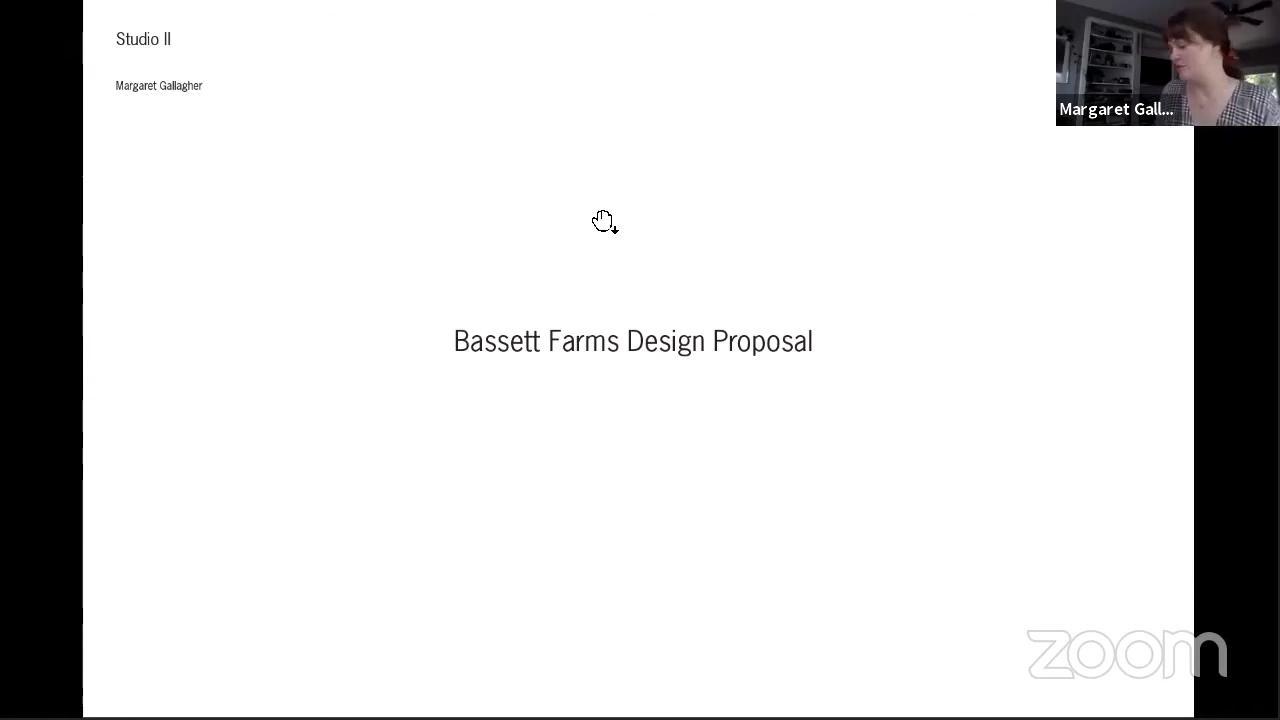 Studio II
Margaret Gallagher
Margaret Gall...
Bassett Farms Design Proposal
zoom